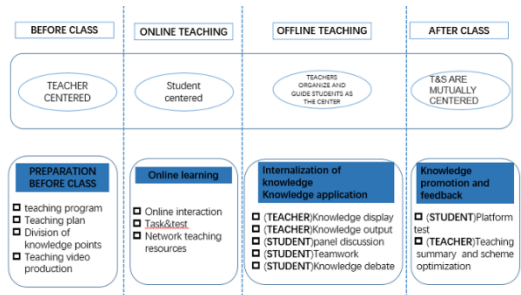 BEFORE CLASS
ONLINE TEACHING
OFFLINE TEACHING
AFTER CLASS
TEACHER
CENTERED
Student
centered
TEACHERS
ORGANIZE AND
GUIDE STUDENTS AS
THE CENTER
T&S ARE
MUTUALLY
CENTERED
PREPARATION
BEFORE CLASS
teaching program
Teaching plan
Division of
knowledge points
Teaching video
production
Online learning
Online interaction
Task&test
Network teaching
resources
Internalization of
knowledge
Knowledge application
(TEACHER)Knowledge display
(TEACHER)Knowledge output
(STUDENT)panel discussion
(STUDENT)Teamwork
(STUDENT)Knowledge debate
Knowledge
promotion and
feedback
(STUDENT)Platform
test
(TEACHER)Teaching
summary and scheme
optimization